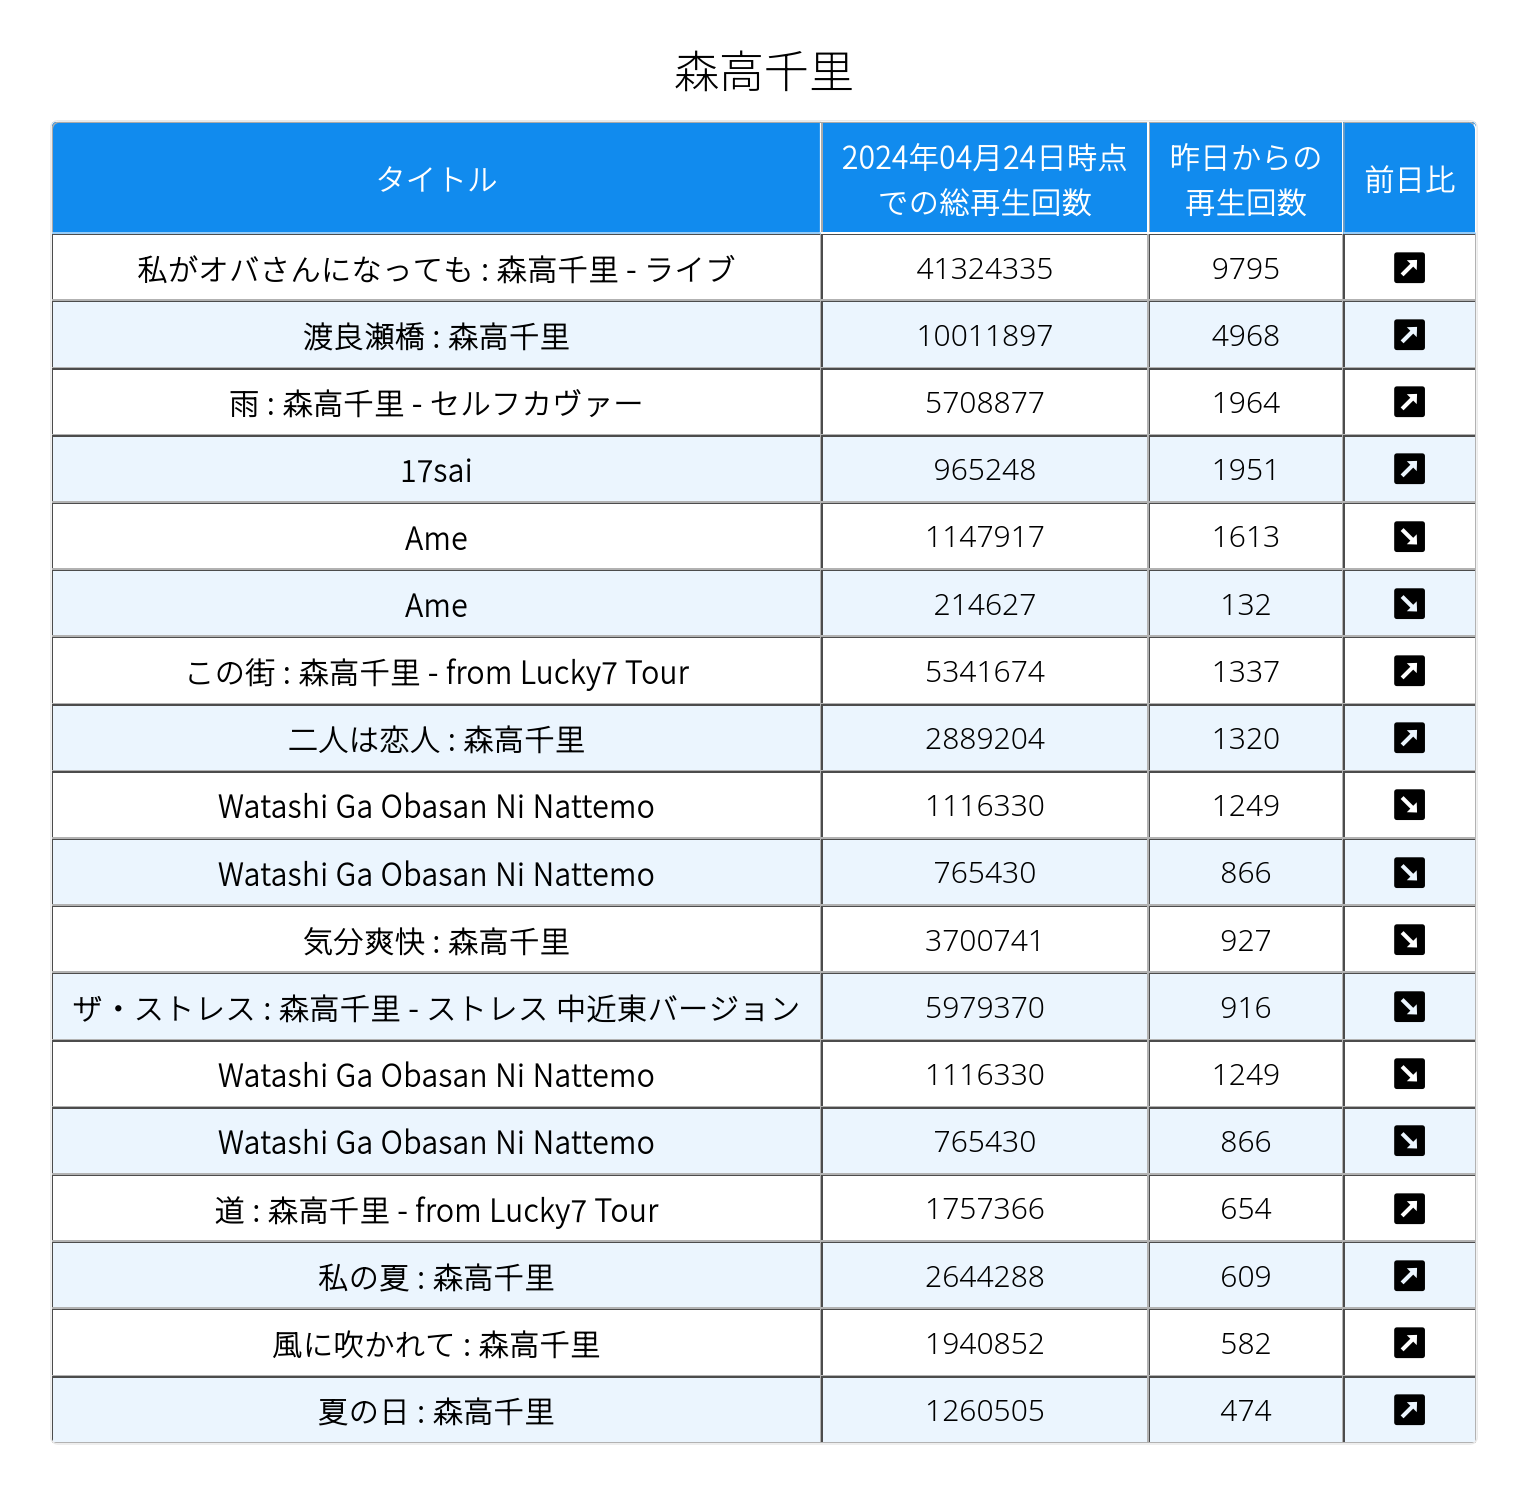 森高千里
タイトル
2024年04月24日時点
での総再生回数
昨日からの
再生回数
前日比
私がオバさんになっても : 森高千里 - ライブ 41324335 9795
渡良瀬橋 : 森高千里 10011897 4968
雨 : 森高千里 - セルフカヴァー 5708877 1964
17sai 965248 1951
Ame 1147917 1613
Ame 214627 132
この街 : 森高千里 - from Lucky7 Tour 5341674 1337
二人は恋人 : 森高千里 2889204 1320
Watashi Ga Obasan Ni Nattemo 1116330 1249
Watashi Ga Obasan Ni Nattemo 765430 866
気分爽快 : 森高千里 3700741 927
ザ・ストレス : 森高千里 - ストレス 中近東バージョン 5979370 916
Watashi Ga Obasan Ni Nattemo 1116330 1249
Watashi Ga Obasan Ni Nattemo 765430 866
道 : 森高千里 - from Lucky7 Tour 1757366 654
私の夏 : 森高千里 2644288 609
風に吹かれて : 森高千里 1940852 582
夏の日 : 森高千里 1260505 474